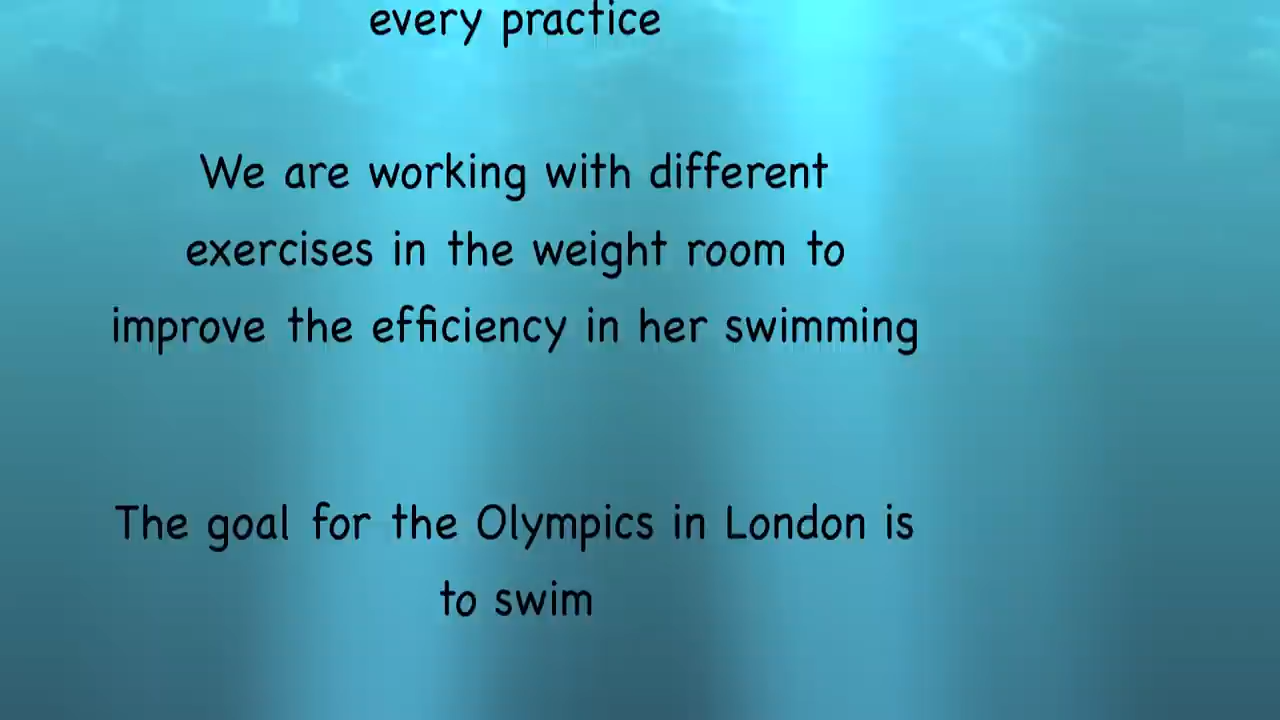 every practice
We are working with different
exercises in the weight room to
improve the efficiency in her swimming
The goal for the Olympics in London is
to swim